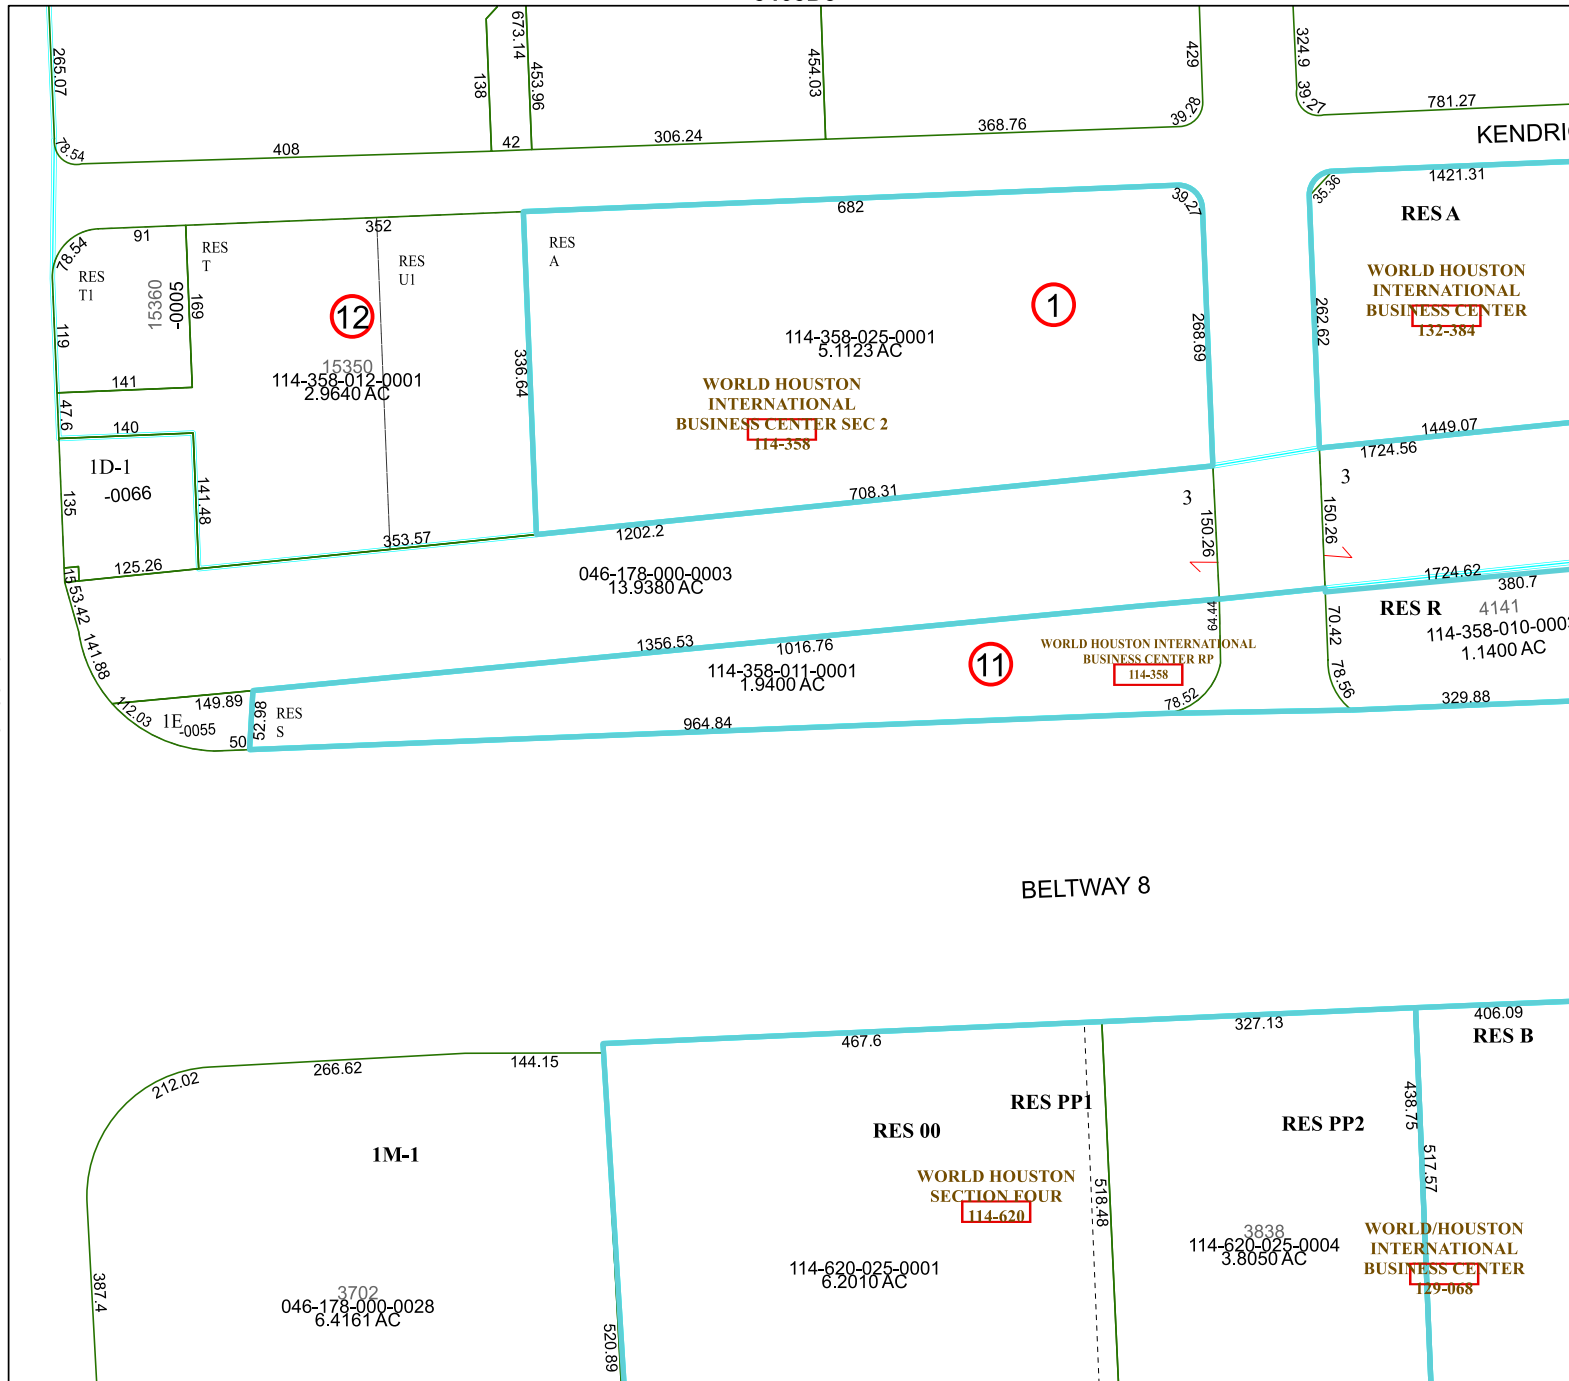 265.07
78.54
408
138
673.14
453.96
42
306.24
454.03
368.76
429
39.28
324.9
39.27
781.27
KENDRI
91
78.54
RES
T1
15360
-0005
119
141
47.6
140
RES
T
169
352
RES
U1
12
15350
114-358-012-0001
2.9640 AC
RES
A
682
39.27
336.64
1
114-358-025-0001
5.1123 AC
WORLD HOUSTON
INTERNATIONAL
BUSINESS CENTER SEC 2
114-358
268.69
35.36
1421.31
RES A
WORLD HOUSTON
INTERNATIONAL
BUSINESS CENTER
132-384
262.62
1449.07
1724.56
1D-1
-0066
135
141.48
125.26
15
53.42
353.57
1202.2
708.31
3
150.26
1
3
150.26
1
046-178-000-0003
13.9380 AC
1724.62
380.7
141.88
112.03
149.89
1E
-0055
50
52.98
RES
S
1356.53
1016.76
114-358-011-0001
1.9400 AC
11
WORLD HOUSTON INTERNATIONAL
BUSINESS CENTER RP
114-358
64.44
78.52
964.84
RES R
4141
114-358-010-0003
1.1400 AC
70.42
78.56
329.88
BELTWAY 8
212.02
266.62
144.15
467.6
327.13
406.09
RES B
1M-1
RES 00
RES PP1
RES PP2
438.75
517.57
WORLD HOUSTON
SECTION FOUR
114-620
518.48
387.4
3702
046-178-000-0028
6.4161 AC
520.89
114-620-025-0001
6.2010 AC
3838
114-620-025-0004
3.8050 AC
WORLD/HOUSTON
INTERNATIONAL
BUSINESS CENTER
129-068